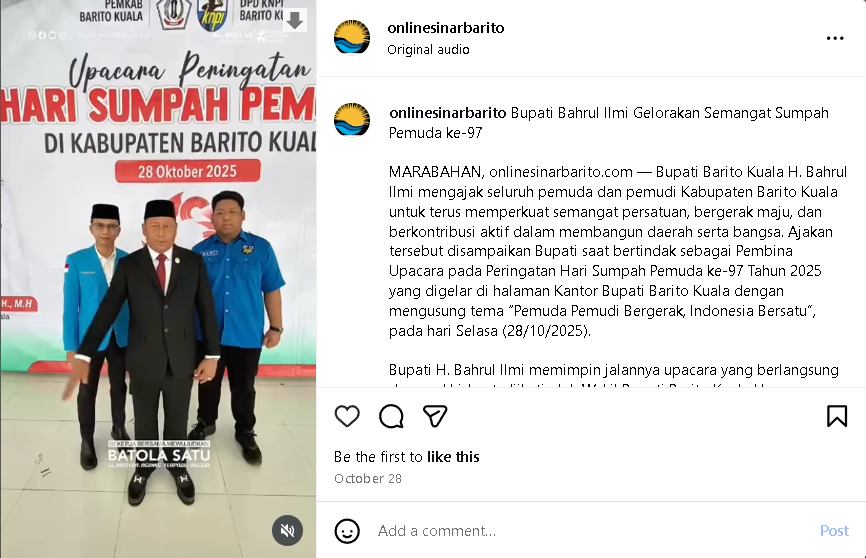 PEMKAB
BARITO KUALA
DPD KNPI
BARITO KU
knpi
Upacara Peringatan
HARI SUMPAH PEM
DI KABUPATEN BARITO KUAL
28 Oktober 2025
H., M.H
BEKERJA BERSAMA MEWUJUDKAN
BATOLA SATU
onlinesinarbarito
Original audio
onlinesinarbarito Bupati Bahrul Ilmi Gelorakan Semangat Sumpah
Pemuda ke-97
MARABAHAN, onlinesinarbarito.com — Bupati Barito Kuala H. Bahrul
Ilmi mengajak seluruh pemuda dan pemudi Kabupaten Barito Kuala
untuk terus memperkuat semangat persatuan, bergerak maju, dan
berkontribusi aktif dalam membangun daerah serta bangsa. Ajakan
tersebut disampaikan Bupati saat bertindak sebagai Pembina
Upacara pada Peringatan Hari Sumpah Pemuda ke-97 Tahun 2025
yang digelar di halaman Kantor Bupati Barito Kuala dengan
mengusung tema “Pemuda Pemudi Bergerak, Indonesia Bersatu”,
pada hari Selasa (28/10/2025).
Bupati H. Bahrul Ilmi memimpin jalannya upacara yang berlangsung
Be the first to like this
October 28
Add a comment...
Post